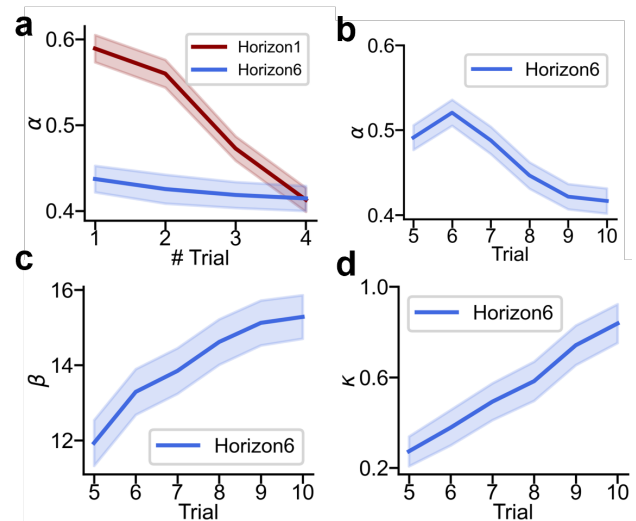 a
0.6
0.5
0.4
α
Horizon1
Horizon6
1 2 3 4
# Trial
b
0.6
0.5
0.4
α
Horizon6
5 6 7 8 9 10
Trial
c
16
14
12
β
Horizon6
5 6 7 8 9 10
Trial
d
1.0
0.6
0.2
κ
Horizon6
5 6 7 8 9 10
Trial